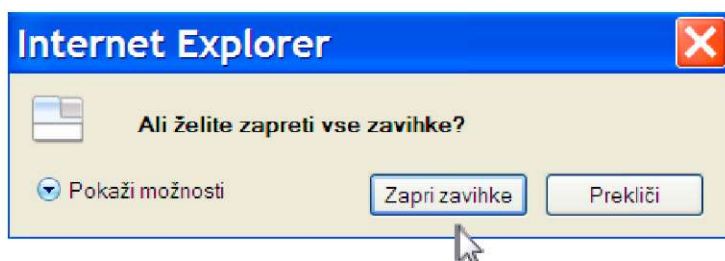 Internet Explorer
Ali želite zapreti vse zavihke?
Pokaži možnosti
Zapri zavihke
Prekliči